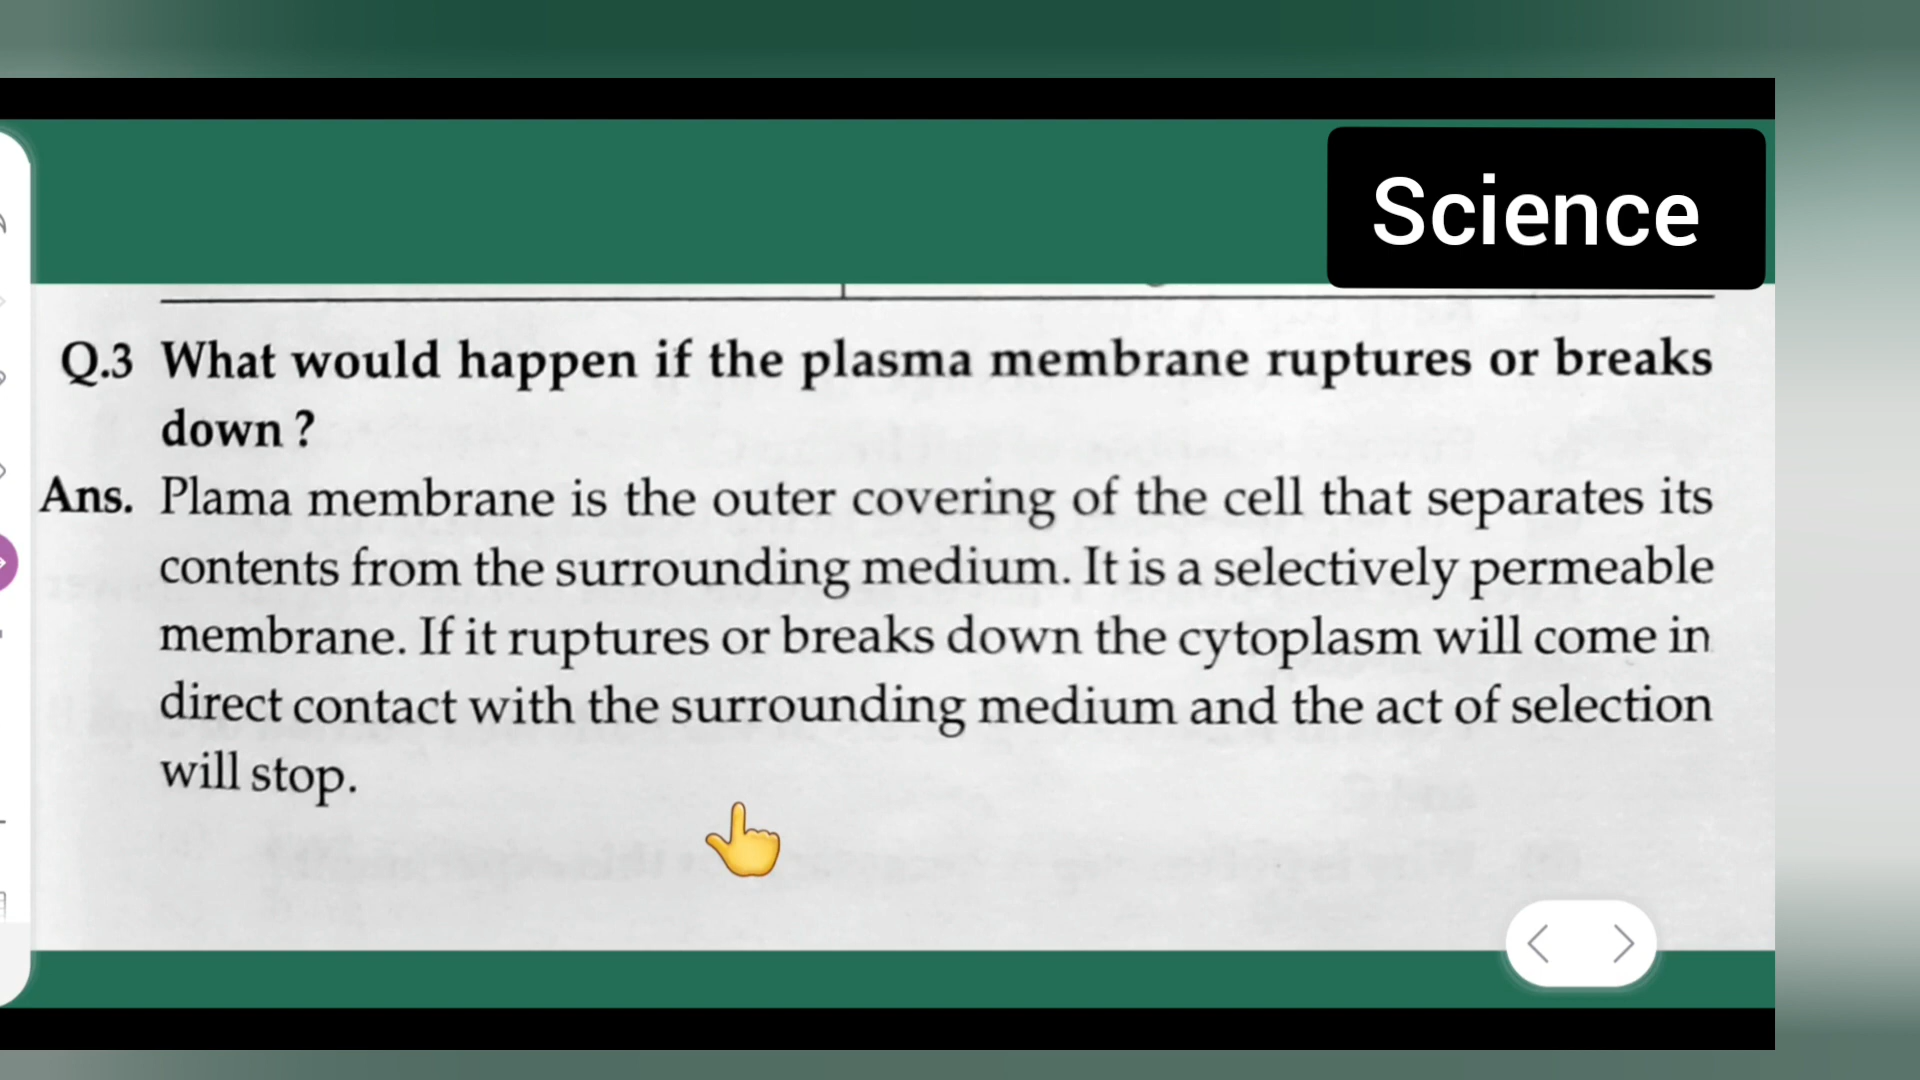 Science
Q.3 What would happen if the plasma membrane ruptures or breaks
down ?
Ans. Plama membrane is the outer covering of the cell that separates its
contents from the surrounding medium. It is a selectively permeable
membrane. If it ruptures or breaks down the cytoplasm will come in
direct contact with the surrounding medium and the act of selection
will stop.